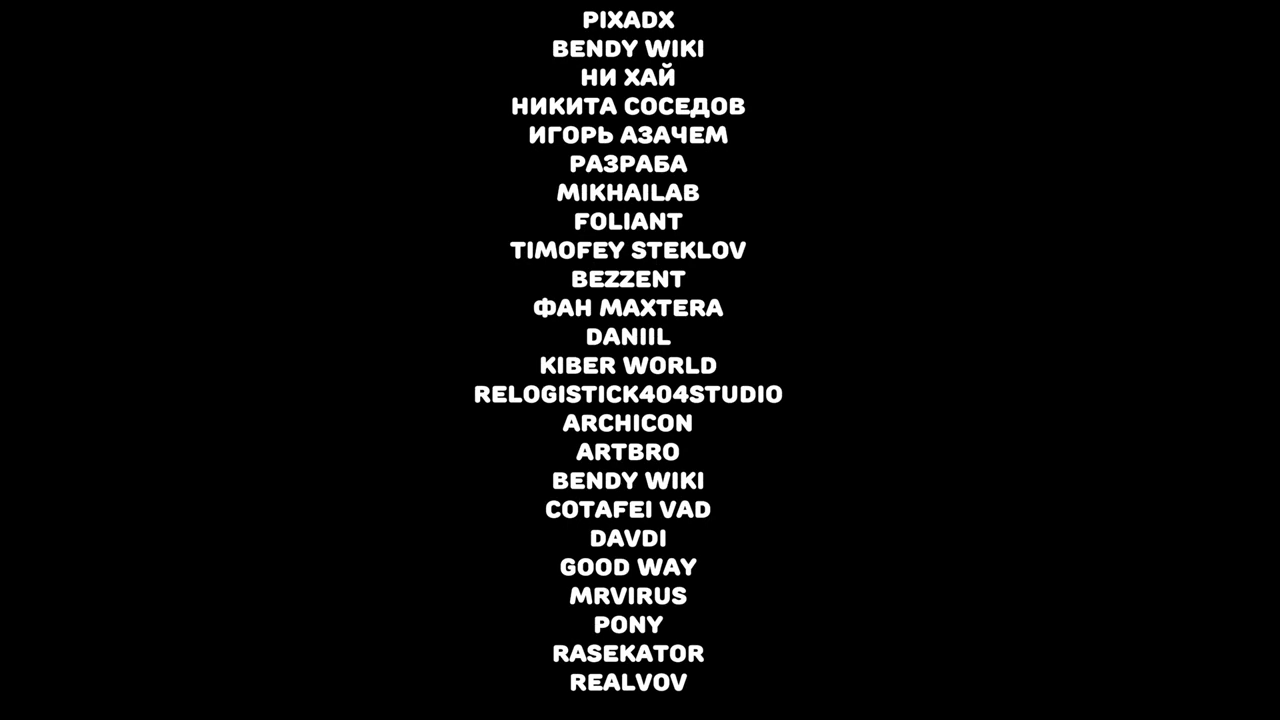 PIXADX
BENDY WIKI
НИ ХАЙ
НИКИТА СОСЕДОВ
ИГОРЬ АЗАЧЕМ
РАЗРАБА
MIKHAILAB
FOLIANT
TIMOFEY STEKLOV
BEZZENT
ФАН MAXTERA
DANIIL
KIBER WORLD
RELOGISTICK404STUDIO
ARCHICON
ARTBRO
BENDY WIKI
COTAFEI VAD
DAVDI
GOOD WAY
MRVIRUS
PONY
RASEKATOR
REALVOV